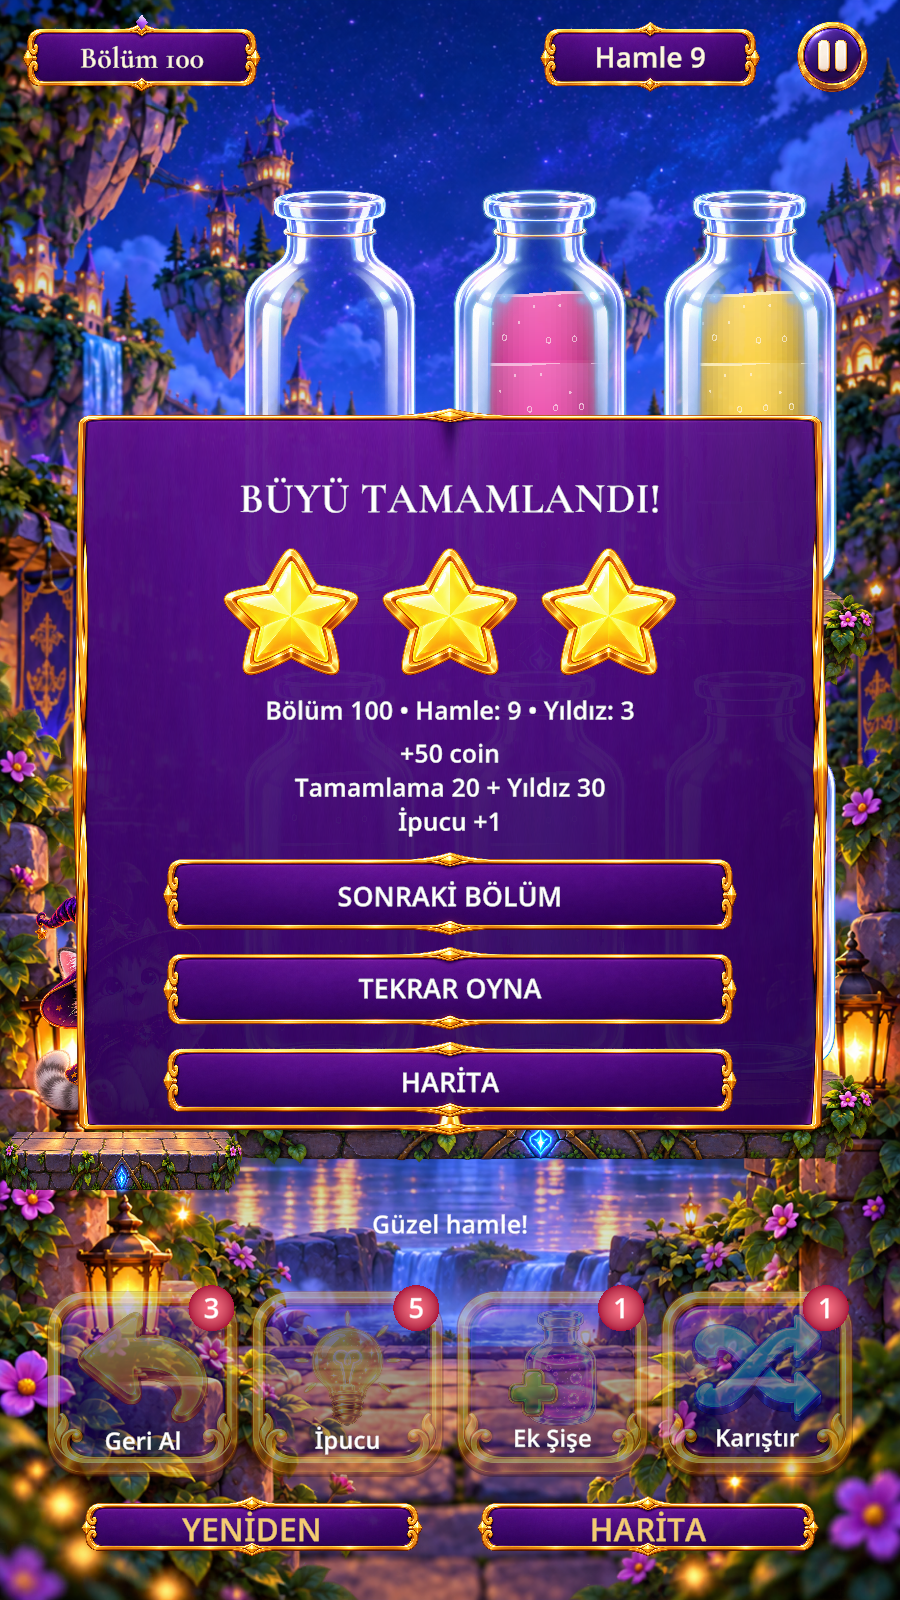 Bölüm 100
Hamle 9
BÜYÜ TAMAMLANDI!
Bölüm 100 • Hamle: 9 • Yıldız: 3
+50 coin
Tamamlama 20 + Yıldız 30
İpucu +1
SONRAKİ BÖLÜM
TEKRAR OYNA
HARİTA
Güzel hamle!
3
5
1
1
Geri Al
İpucu
Ek Şişe
Karıştır
YENİDEN
HARİTA